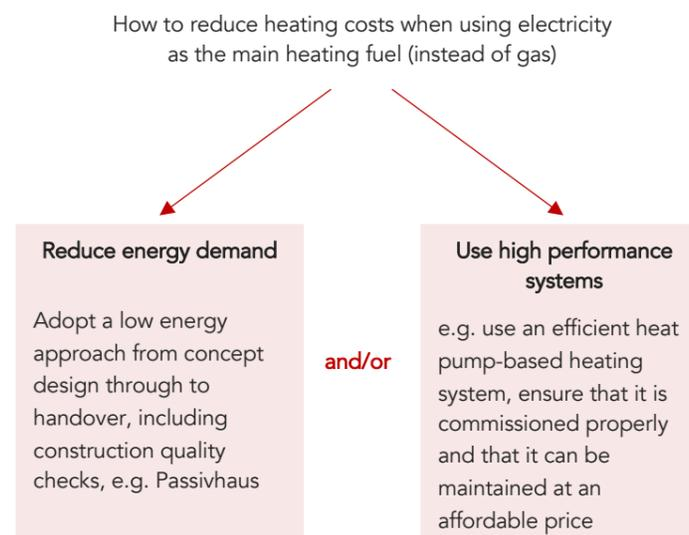 How to reduce heating costs when using electricity
as the main heating fuel (instead of gas)
Reduce energy demand
Adopt a low energy
approach from concept
design through to
handover, including
construction quality
checks, e.g. Passivhaus
and/or
Use high performance
systems
e.g. use an efficient heat
pump-based heating
system, ensure that it is
commissioned properly
and that it can be
maintained at an
affordable price